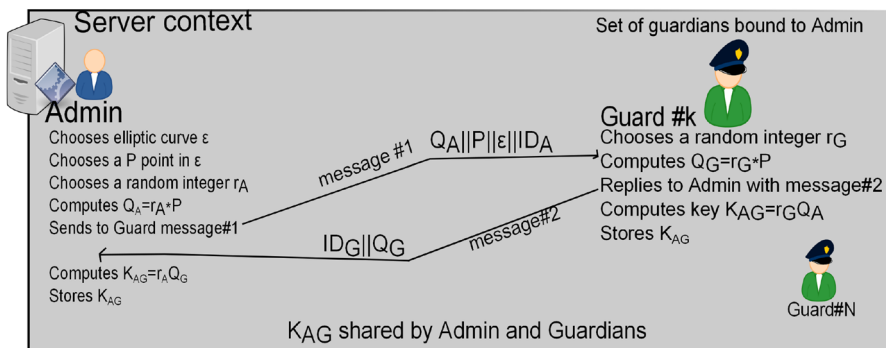 Server context
Set of guardians bound to Admin
Admin
Chooses elliptic curve ε
Chooses a P point in ε
Chooses a random integer rA
Computes QA=rA*P
Sends to Guard message#1
message #1
QA||P||ε||IDA
Guard #k
Chooses a random integer rG
Computes QG=rG*P
Replies to Admin with message#2
Computes key KAG=rGQA
Stores KAG
message#2
IDG||QG
Computes KAG=rAQG
Stores KAG
Guard#N
KAG shared by Admin and Guardians